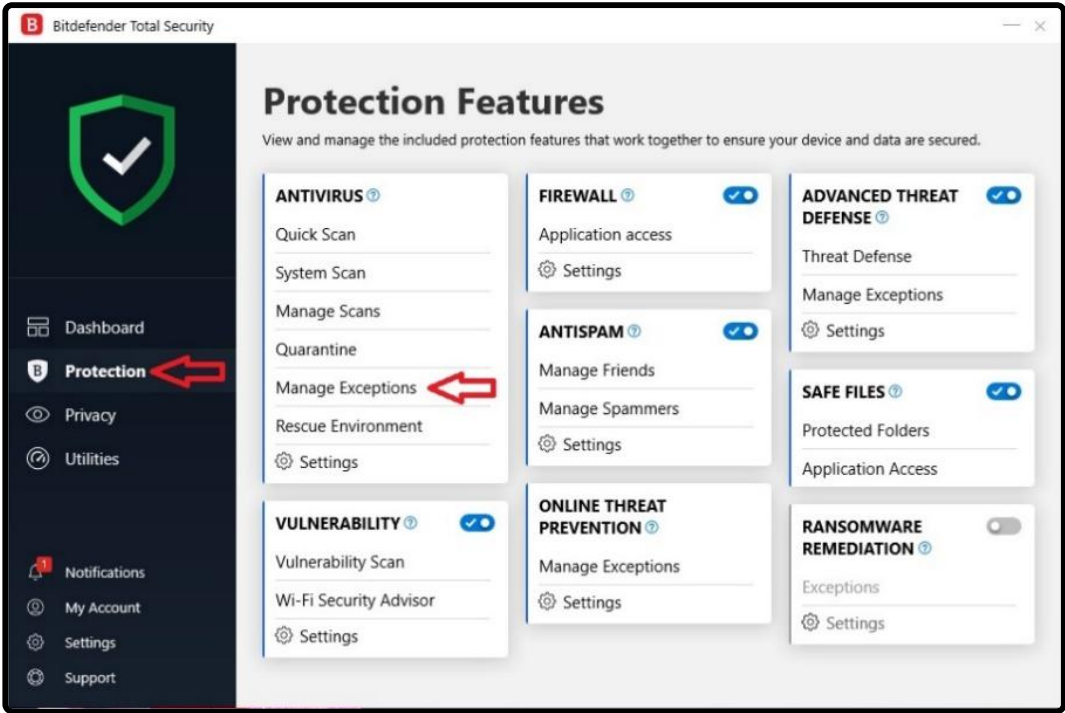 B Bitdefender Total Security
Protection Features
View and manage the included protection features that work together to ensure your device and data are secured.
Dashboard
B Protection
Privacy
Utilities
1
Notifications
My Account
Settings
Support
ANTIVIRUS ?
Quick Scan
System Scan
Manage Scans
Quarantine
Manage Exceptions
Rescue Environment
Settings
VULNERABILITY ?
Vulnerability Scan
Wi-Fi Security Advisor
Settings
FIREWALL ?
Application access
Settings
ANTISPAM ?
Manage Friends
Manage Spammers
Settings
ONLINE THREAT
PREVENTION ?
Manage Exceptions
Settings
ADVANCED THREAT
DEFENSE ?
Threat Defense
Manage Exceptions
Settings
SAFE FILES ?
Protected Folders
Application Access
RANSOMWARE
REMEDIATION ?
Exceptions
Settings